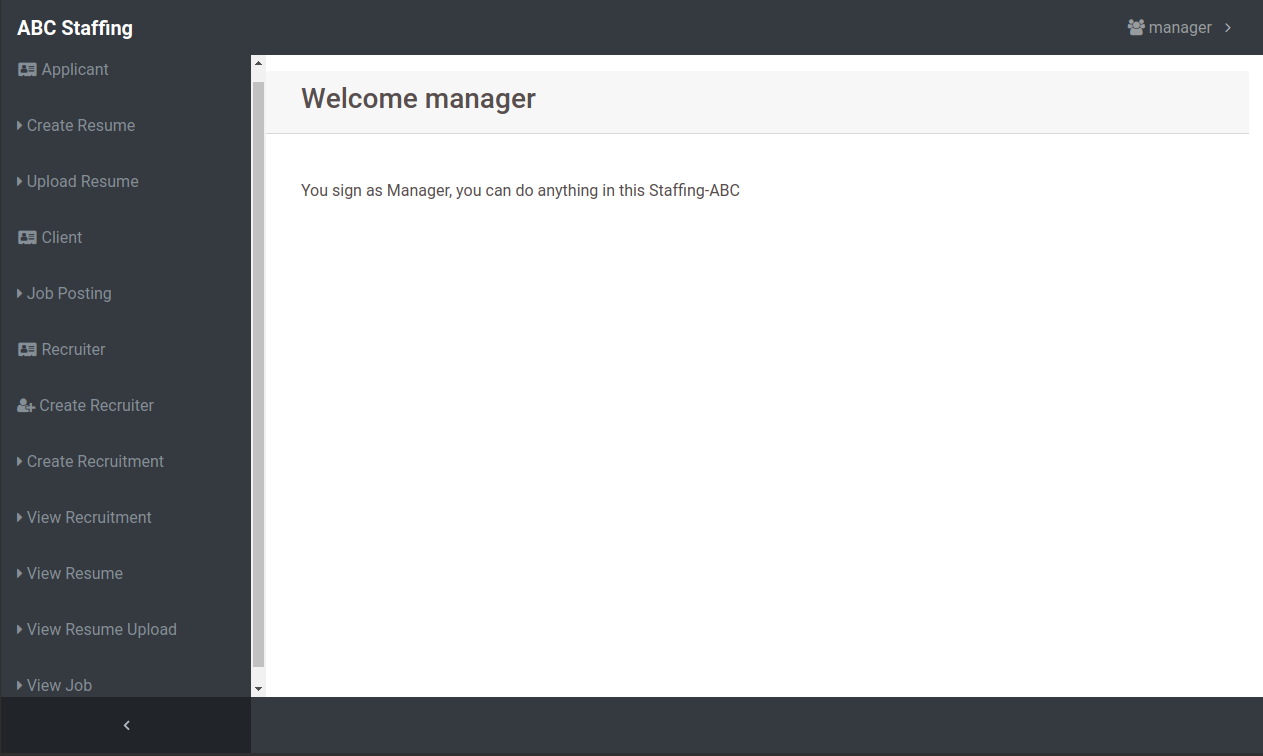 ABC Staffing
manager
Applicant
Create Resume
Upload Resume
Client
Job Posting
Recruiter
Create Recruiter
Create Recruitment
View Recruitment
View Resume
View Resume Upload
View Job
Welcome manager
You sign as Manager, you can do anything in this Staffing-ABC